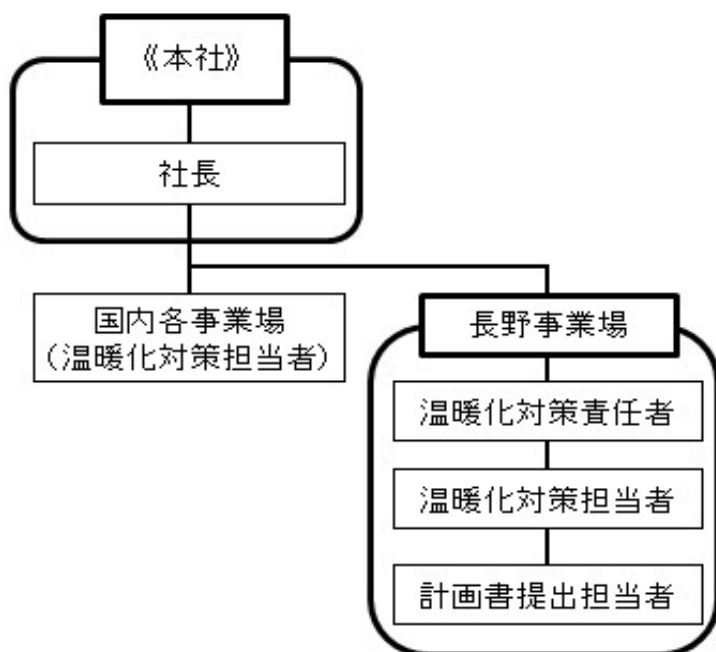 《本社》
社長
国内各事業場
（温暖化対策担当者）
長野事業場
温暖化対策責任者
温暖化対策担当者
計画書提出担当者